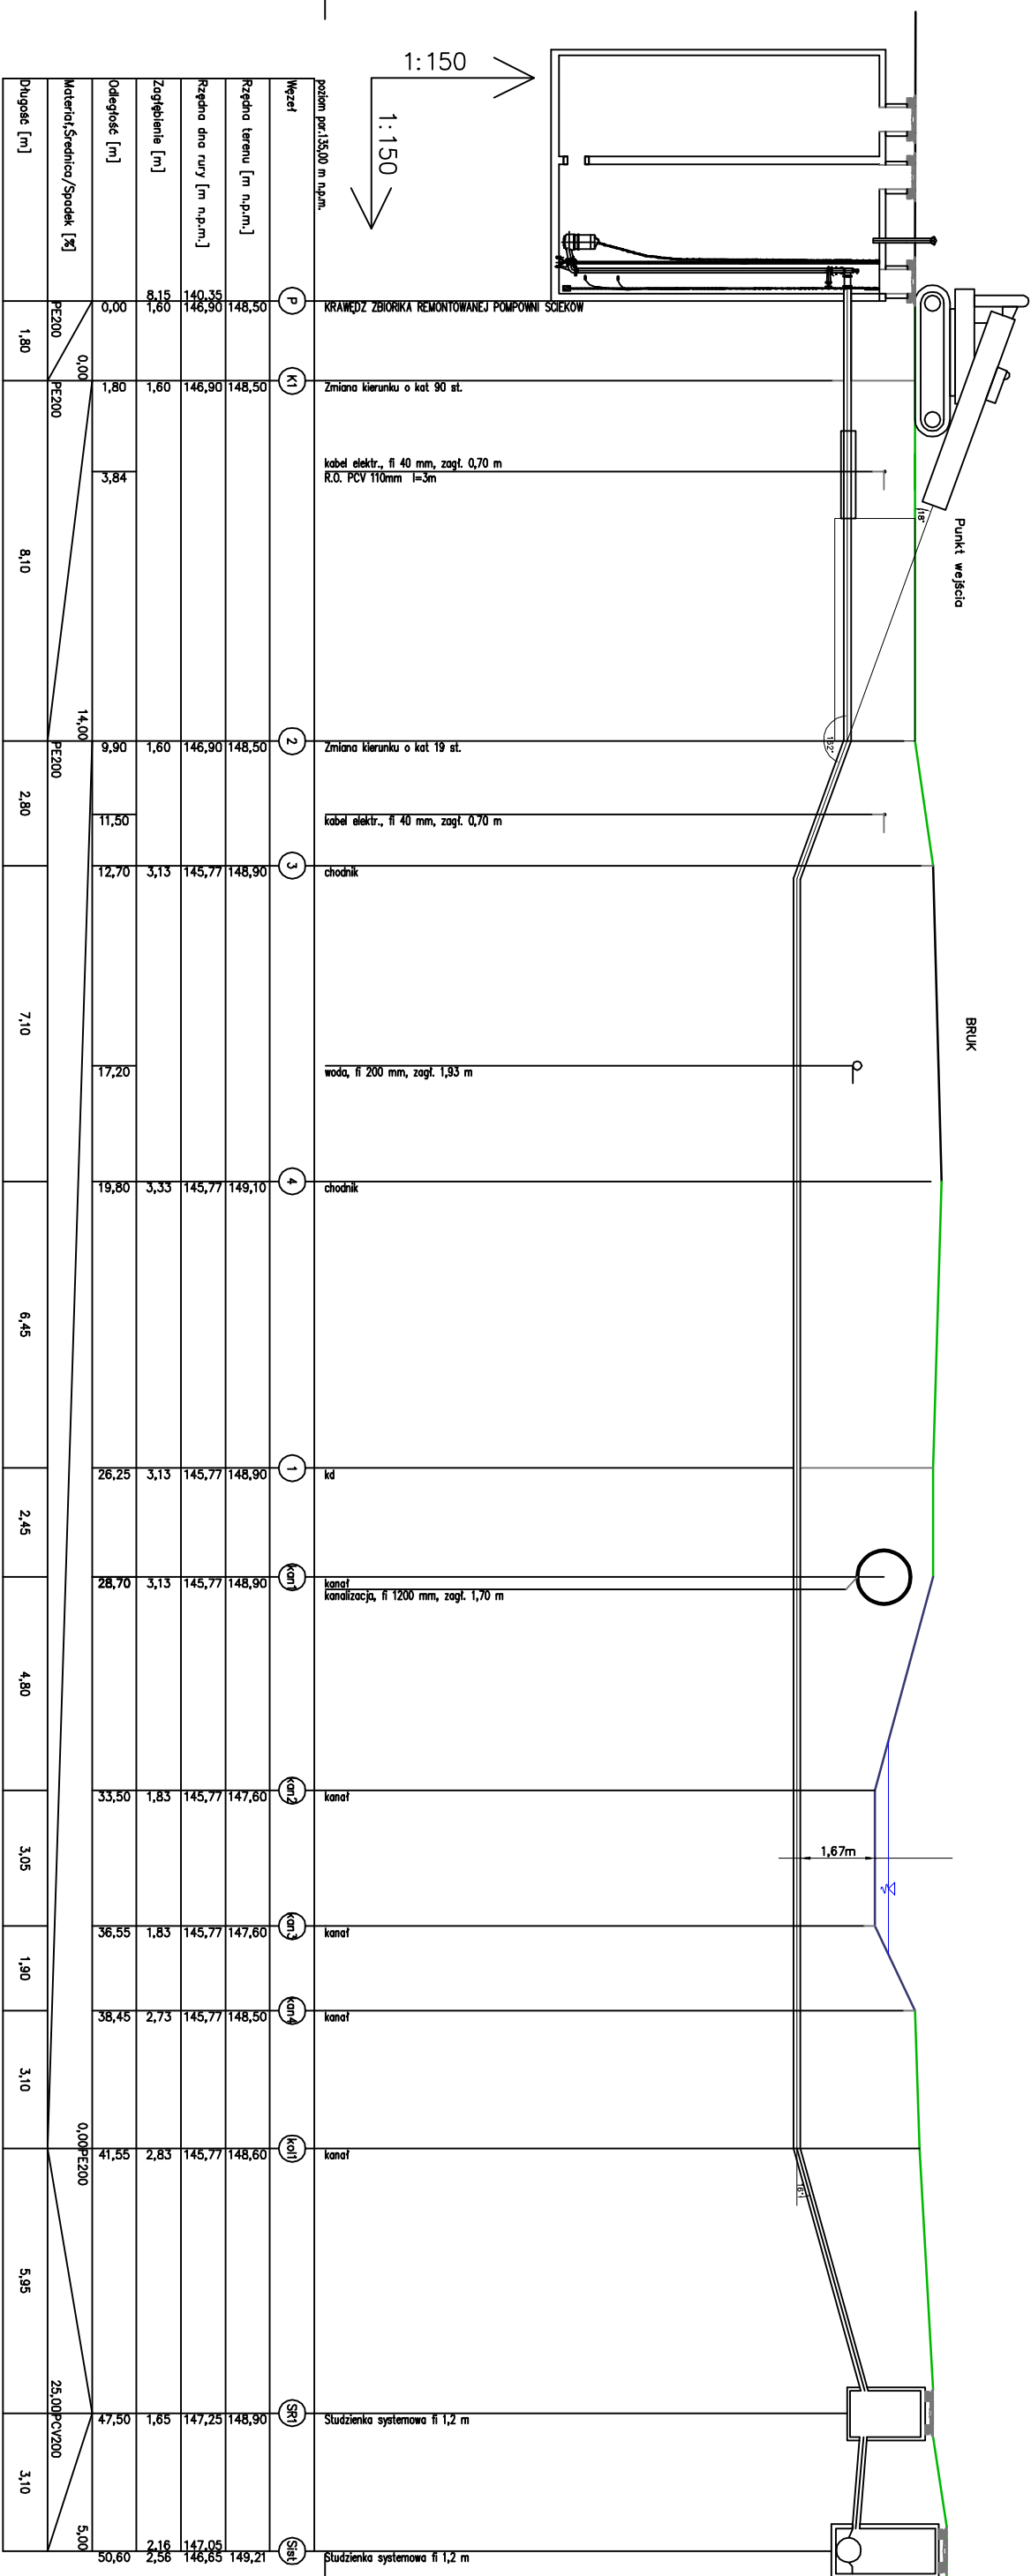 1:150
1:150
Punkt wejścia
18°
162°
BRUK
1,67m
16°
poziom por.135,00 m n.p.m.
KRAWĘDZ ZBIORIKA REMONTOWANEJ POMPOWNI SCIEKOW
Zmiana kierunku o kat 90 st.
kabel elektr., fi 40 mm, zagł. 0,70 m
R.O. PCV 110mm l=3m
Zmiana kierunku o kat 19 st.
kabel elektr., fi 40 mm, zagł. 0,70 m
chodnik
woda, fi 200 mm, zagł. 1,93 m
chodnik
kd
kanał
kanalizacja, fi 1200 mm, zagł. 1,70 m
kanał
kanał
kanał
kanał
Studzienka systemowa fi 1,2 m
Studzienka systemowa fi 1,2 m
Węzeł P K1 2 3 4 1 kan1 kan2 kan3 kan4 kol1 SR1 Sist1
Rzędna terenu [m n.p.m.] 148,50 148,50 148,50 148,90 149,10 148,90 148,90 147,60 147,60 148,50 148,60 148,90 149,21
Rzędna dna rury [m n.p.m.] 140,35 146,90 146,90 146,90 145,77 145,77 145,77 145,77 145,77 145,77 145,77 145,77 147,25 147,05 146,65
Zagłębienie [m] 8,15 1,60 1,60 1,60 3,13 3,33 3,13 3,13 1,83 1,83 2,73 2,83 1,65 2,16 2,56
Odległość [m] 0,00 1,80 3,84 9,90 11,50 12,70 17,20 19,80 26,25 28,70 33,50 36,55 38,45 41,55 47,50 50,60
Materiał,Średnica/Spadek [%] PE200 0,00 PE200 14,00 PE200 0,00 PE200 25,00 PCV200 5,00
Długość [m] 1,80 8,10 2,80 7,10 6,45 2,45 4,80 3,05 1,90 3,10 5,95 3,10